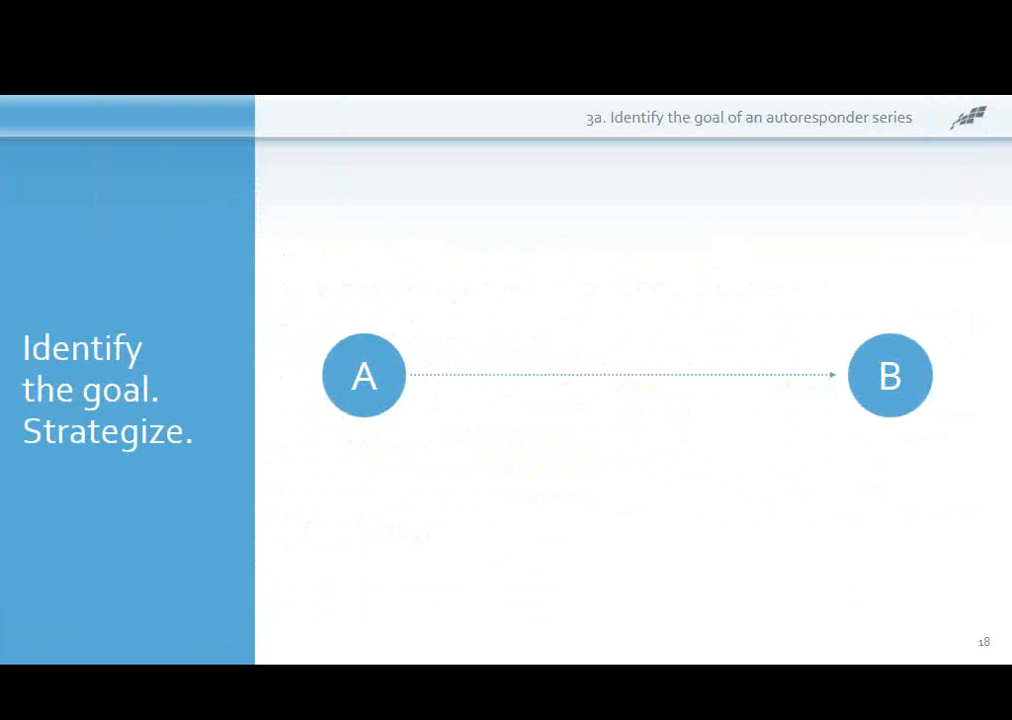 3a. Identify the goal of an autoresponder series
Identify
the goal.
Strategize.
A
B
18